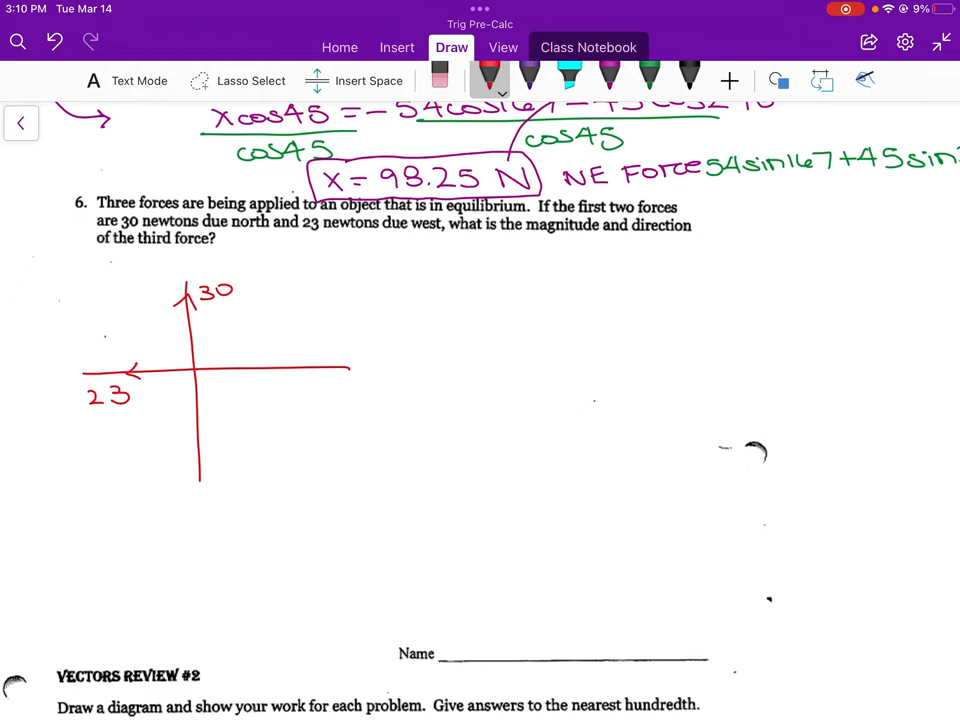 3:10 PM Tue Mar 14
9%
Trig Pre-Calc
Home Insert Draw View Class Notebook
A Text Mode Lasso Select Insert Space
xcos45 = -54cos167 - 45cos210
cos45 cos45
x = 98.25 N NE Force 54sin167+45sin
6. Three forces are being applied to an object that is in equilibrium. If the first two forces
are 30 newtons due north and 23 newtons due west, what is the magnitude and direction
of the third force?
30
23
Name
VECTORS REVIEW #2
Draw a diagram and show your work for each problem. Give answers to the nearest hundredth.